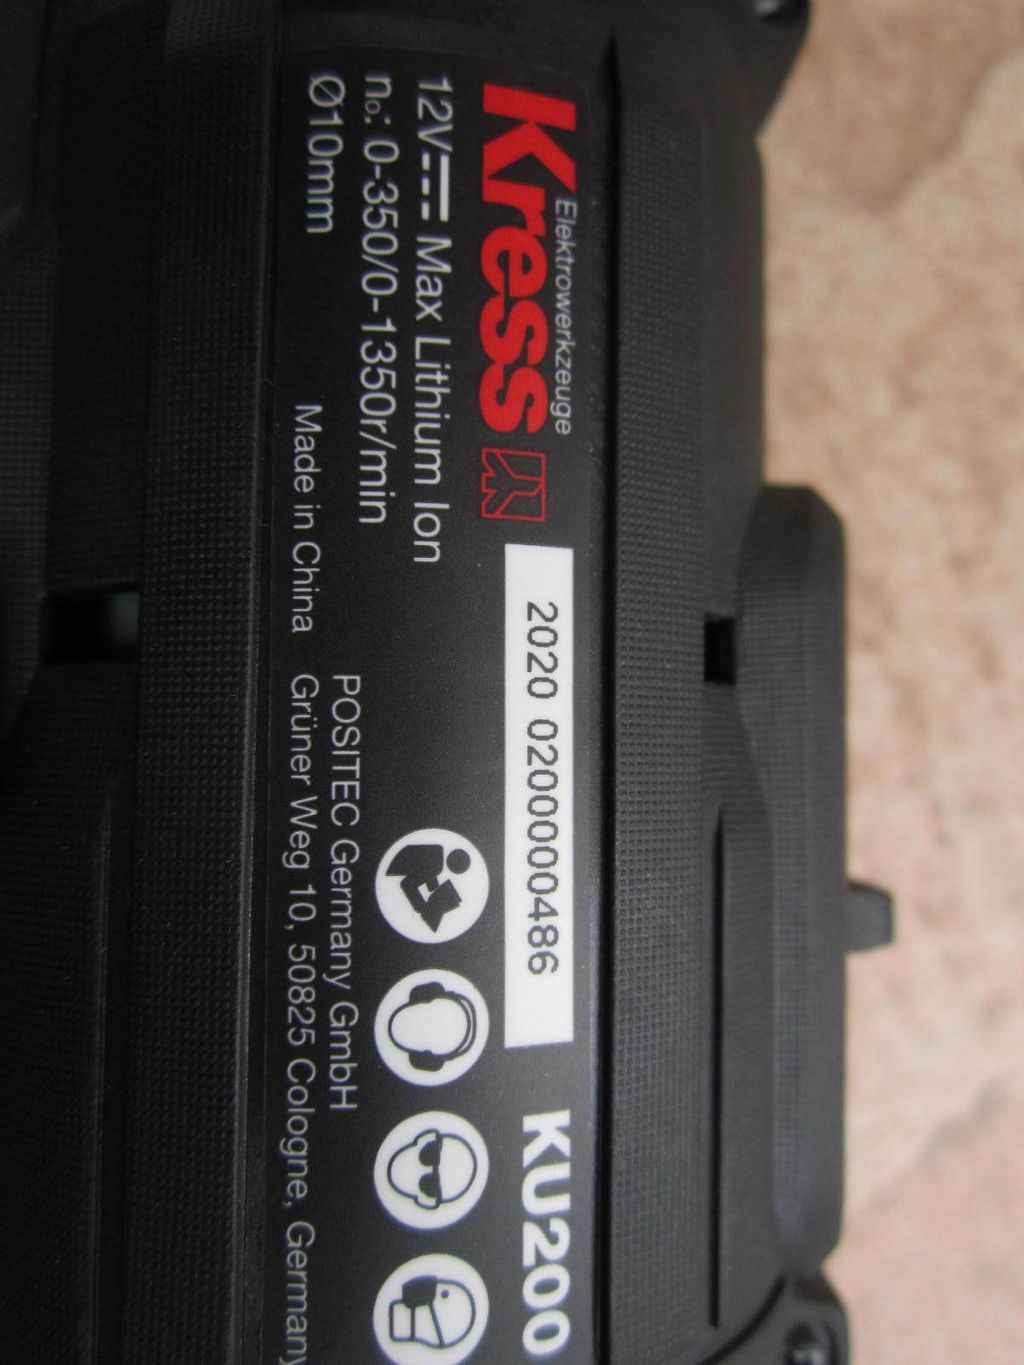 Elektrowerkzeuge
Kress
2020 0200000486
KU200
12V Max Lithium Ion
nₒ: 0-350/0-1350r/min
Ø10mm
POSITEC Germany GmbH
Made in China Grüner Weg 10, 50825 Cologne, Germany